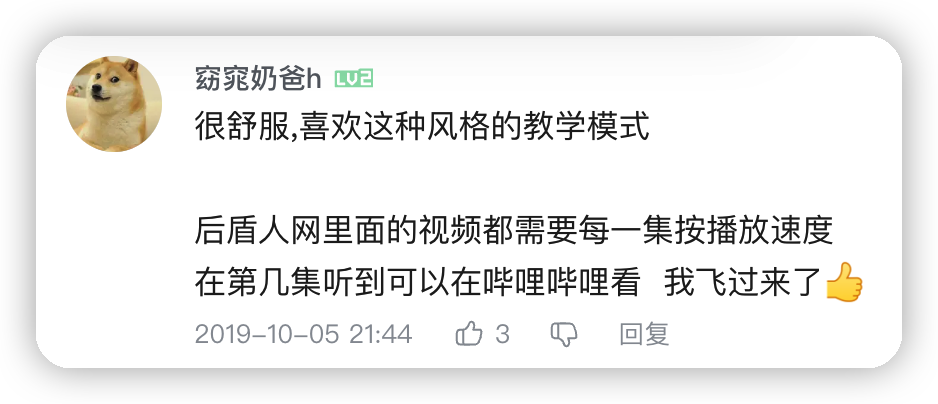 窈窕奶爸h LV2
很舒服,喜欢这种风格的教学模式
后盾人网里面的视频都需要每一集按播放速度
在第几集听到可以在哔哩哔哩看 我飞过来了👍
2019-10-05 21:44 3 回复